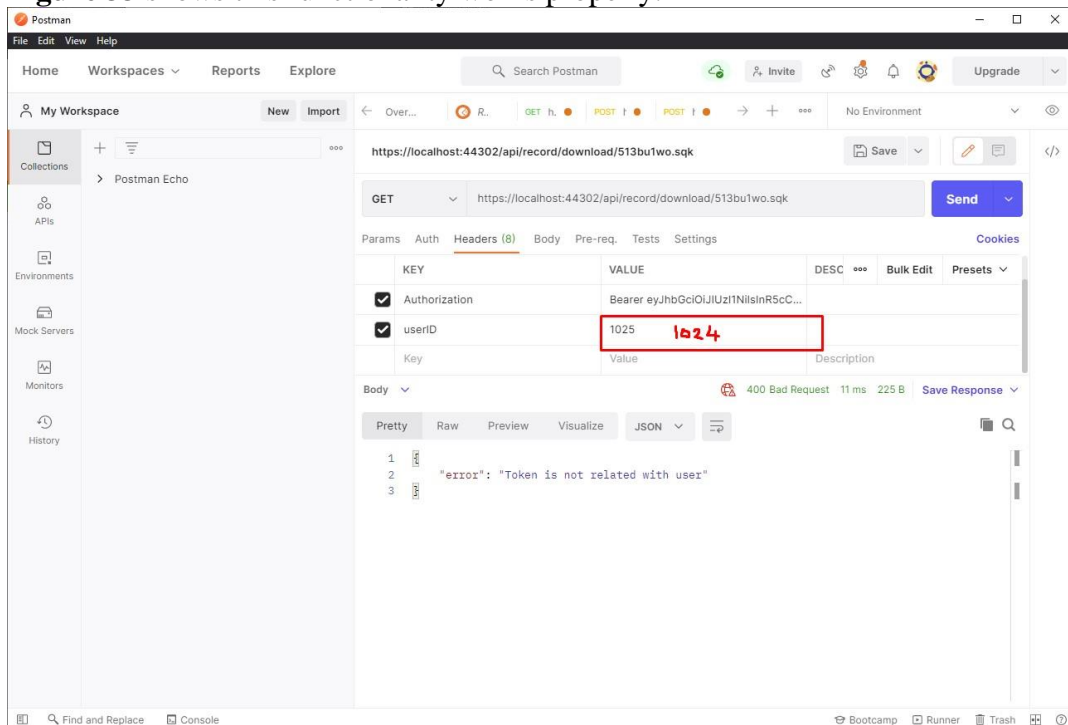 Postman
File Edit View Help
Home Workspaces Reports Explore Search Postman Invite Upgrade
My Workspace New Import Over... R.. GET h. POST POST No Environment
Collections
APIs
Environments
Mock Servers
Monitors
History
Postman Echo
https://localhost:44302/api/record/download/513bu1wo.sqk Save
GET https://localhost:44302/api/record/download/513bu1wo.sqk Send
Params Auth Headers (8) Body Pre-req. Tests Settings Cookies
KEY VALUE DESC Bulk Edit Presets
Authorization Bearer
userID 1025 1024
Key Value Description
Body 400 Bad Request 11 ms 225 B Save Response
Pretty Raw Preview Visualize JSON
1 {
2 "error": "Token is not related with user"
3 }
Find and Replace Console Bootcamp Runner Trash